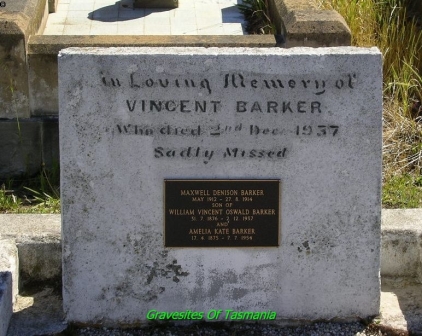 In Loving Memory of
VINCENT BARKER
Who died 2nd Dec. 1957
Sadly Missed
MAXWELL DENISON BARKER
MAY 1912 - 27. 8. 1914
SON OF
WILLIAM VINCENT OSWALD BARKER
31. 7. 1876 - 2. 12. 1957
AND
AMELIA KATE BARKER
17. 4. 1875 - 7. 7. 1954
Gravesites Of Tasmania